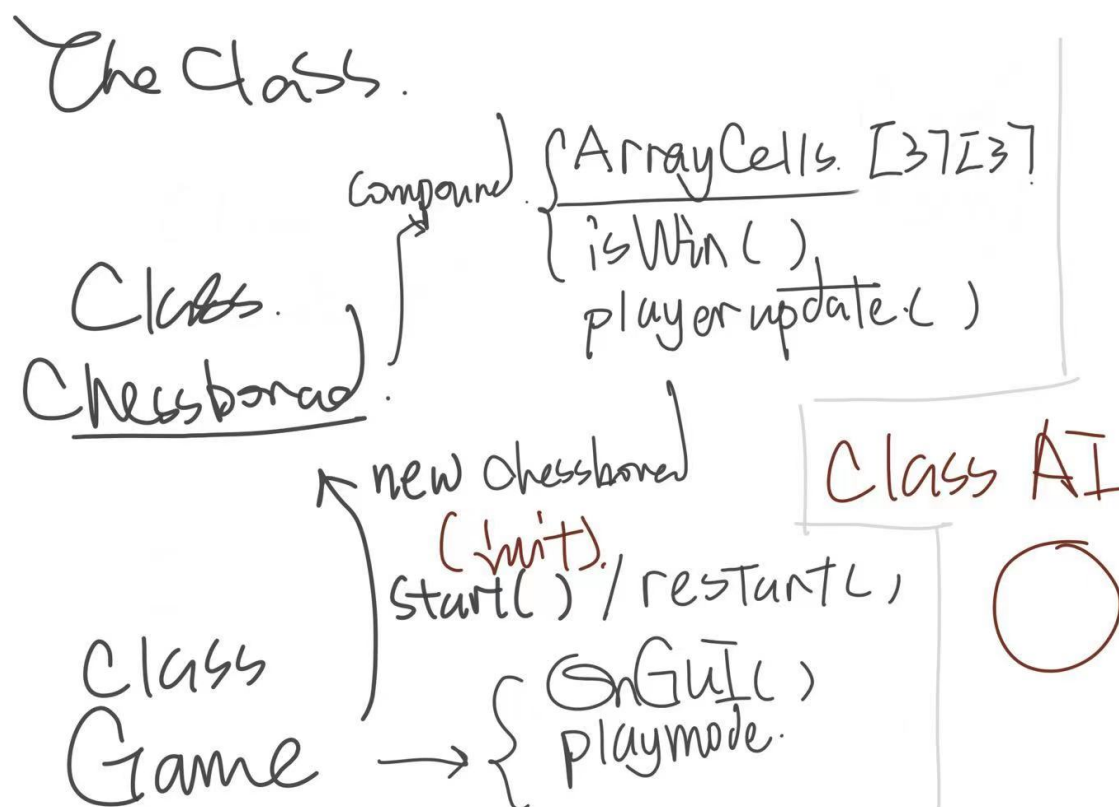 The Class.
compound.
ArrayCells. [3][3]
isWin()
playerupdate.()
Class.
Chessborad.
new chessborad
(init).
start() / restart()
Class AI
Class
Game
OnGUI()
playmode.